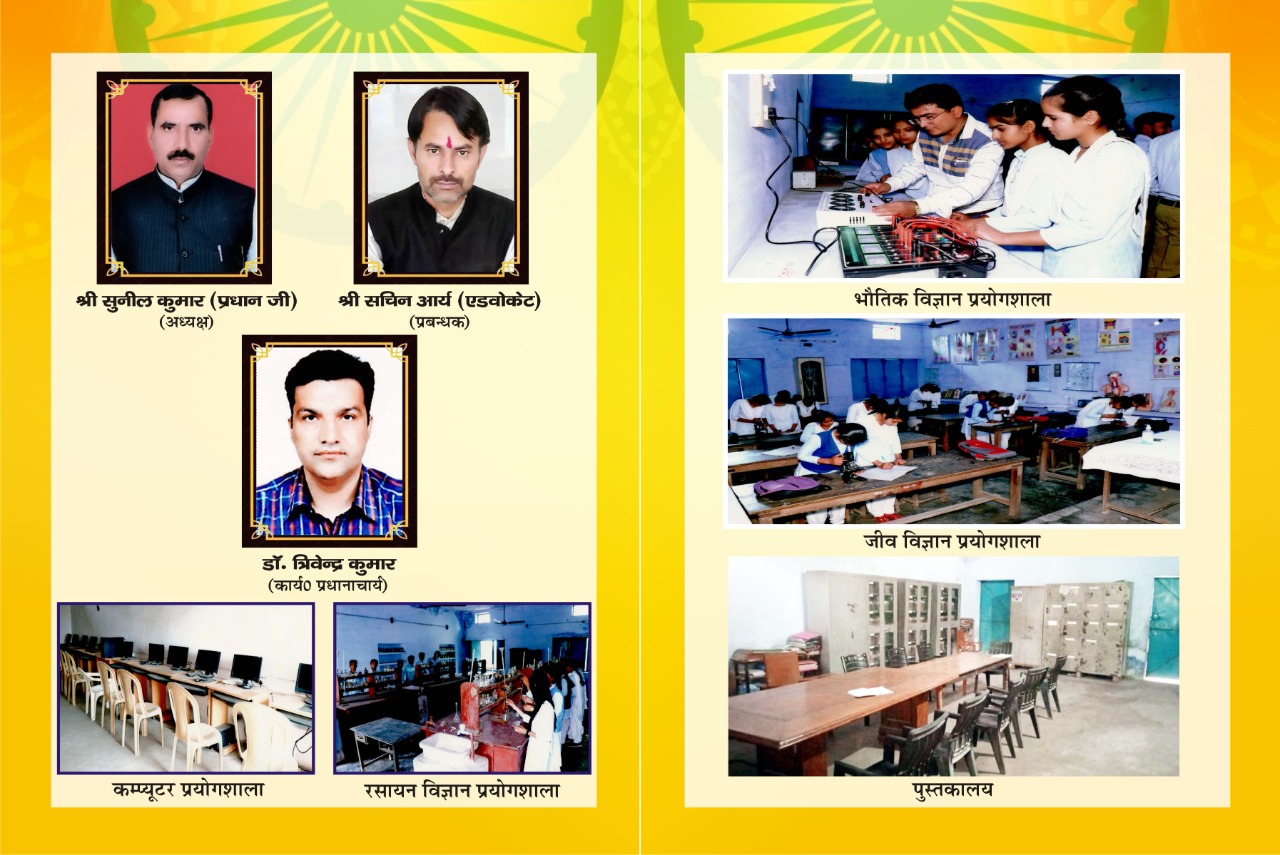 श्री सुनील कुमार (प्रधान जी)
(अध्यक्ष)
श्री सचिन आर्य (एडवोकेट)
(प्रबन्धक)
डॉ. त्रिवेन्द्र कुमार
(कार्य0 प्रधानाचार्य)
कम्प्यूटर प्रयोगशाला
रसायन विज्ञान प्रयोगशाला
भौतिक विज्ञान प्रयोगशाला
जीव विज्ञान प्रयोगशाला
पुस्तकालय